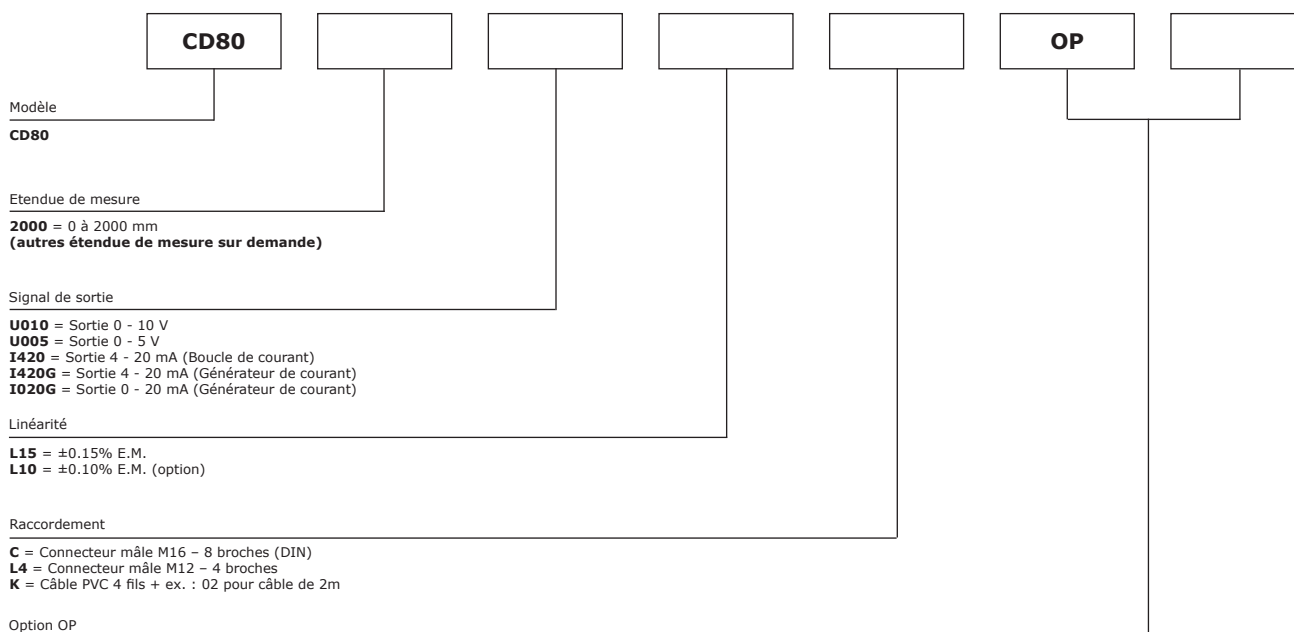 CD80 OP
Modèle
CD80
Etendue de mesure
2000 = 0 à 2000 mm
(autres étendue de mesure sur demande)
Signal de sortie
U010 = Sortie 0 - 10 V
U005 = Sortie 0 - 5 V
I420 = Sortie 4 - 20 mA (Boucle de courant)
I420G = Sortie 4 - 20 mA (Générateur de courant)
I020G = Sortie 0 - 20 mA (Générateur de courant)
Linéarité
L15 = ±0.15% E.M.
L10 = ±0.10% E.M. (option)
Raccordement
C = Connecteur mâle M16 – 8 broches (DIN)
L4 = Connecteur mâle M12 – 4 broches
K = Câble PVC 4 fils + ex. : 02 pour câble de 2m
Option OP